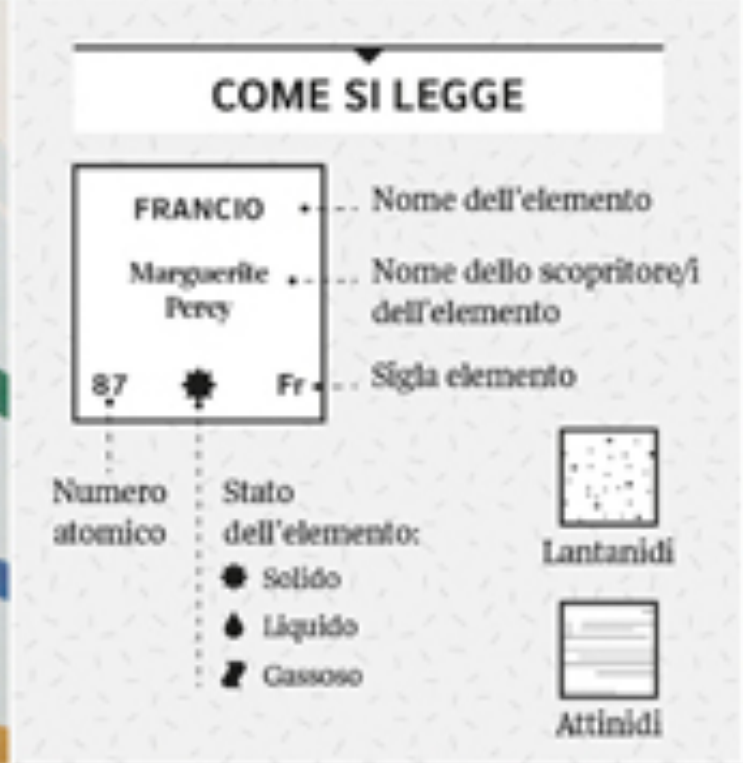 COME SI LEGGE
FRANCIO
Nome dell'elemento
Marguerite
Perey
Nome dello scopritore/i
dell'elemento
87
Fr
Sigla elemento
Numero
atomico
Stato
dell'elemento:
Solido
Liquido
Gassoso
Lantanidi
Attinidi